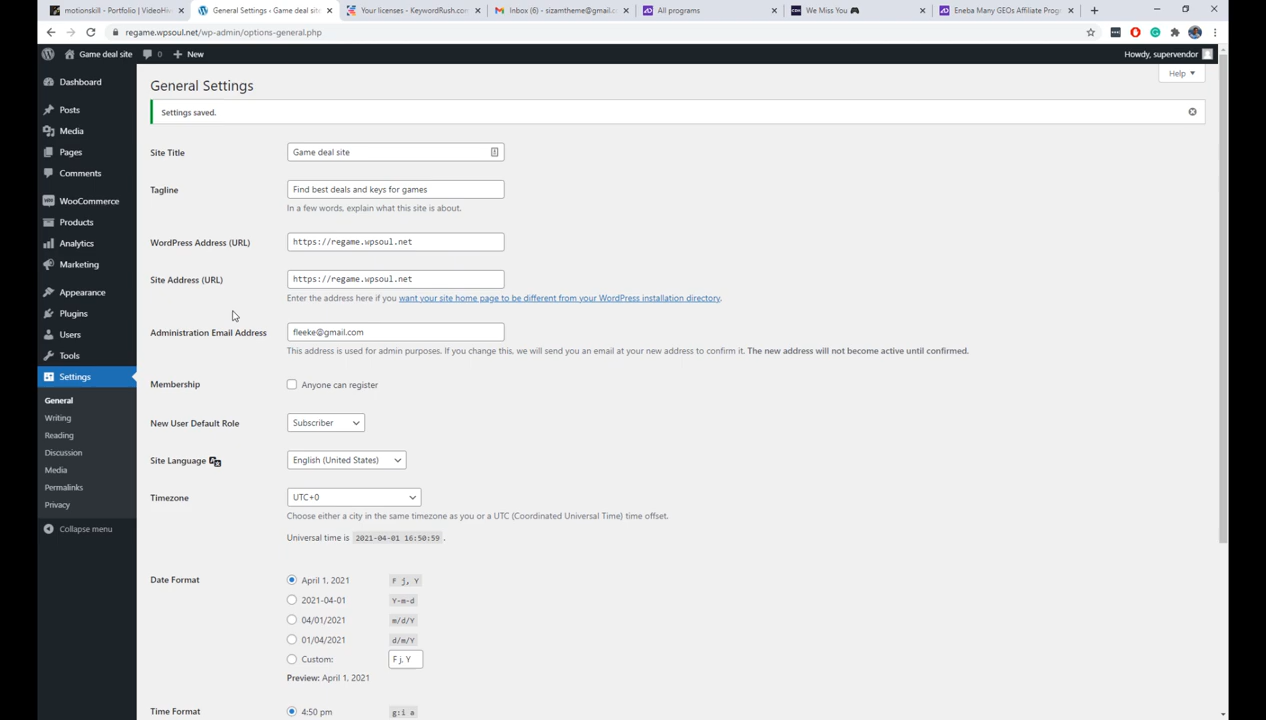 motionskill – Portfolio | VideoHi
General Settings ‹ Game deal site
Your licenses - KeywordRush.com
Inbox (6) - sizamtheme@gmail.c
All programs
We Miss You 🎮
Eneba Many GEOs Affiliate Prog
regame.wpsoul.net/wp-admin/options-general.php
Game deal site
0
New
Howdy, supervendor
Dashboard
Posts
Media
Pages
Comments
WooCommerce
Products
Analytics
Marketing
Appearance
Plugins
Users
Tools
Settings
General
Writing
Reading
Discussion
Media
Permalinks
Privacy
Collapse menu
Help
General Settings
Settings saved.
Site Title
Game deal site
Tagline
Find best deals and keys for games
In a few words, explain what this site is about.
WordPress Address (URL)
https://regame.wpsoul.net
Site Address (URL)
https://regame.wpsoul.net
Enter the address here if you want your site home page to be different from your WordPress installation directory.
Administration Email Address
fleeke@gmail.com
This address is used for admin purposes. If you change this, we will send you an email at your new address to confirm it. The new address will not become active until confirmed.
Membership
Anyone can register
New User Default Role
Subscriber
Site Language
English (United States)
Timezone
UTC+0
Choose either a city in the same timezone as you or a UTC (Coordinated Universal Time) time offset.
Universal time is 2021-04-01 16:50:59 .
Date Format
April 1, 2021 F j, Y
2021-04-01 Y-m-d
04/01/2021 m/d/Y
01/04/2021 d/m/Y
Custom: F j, Y
Preview: April 1, 2021
Time Format
4:50 pm g:i a